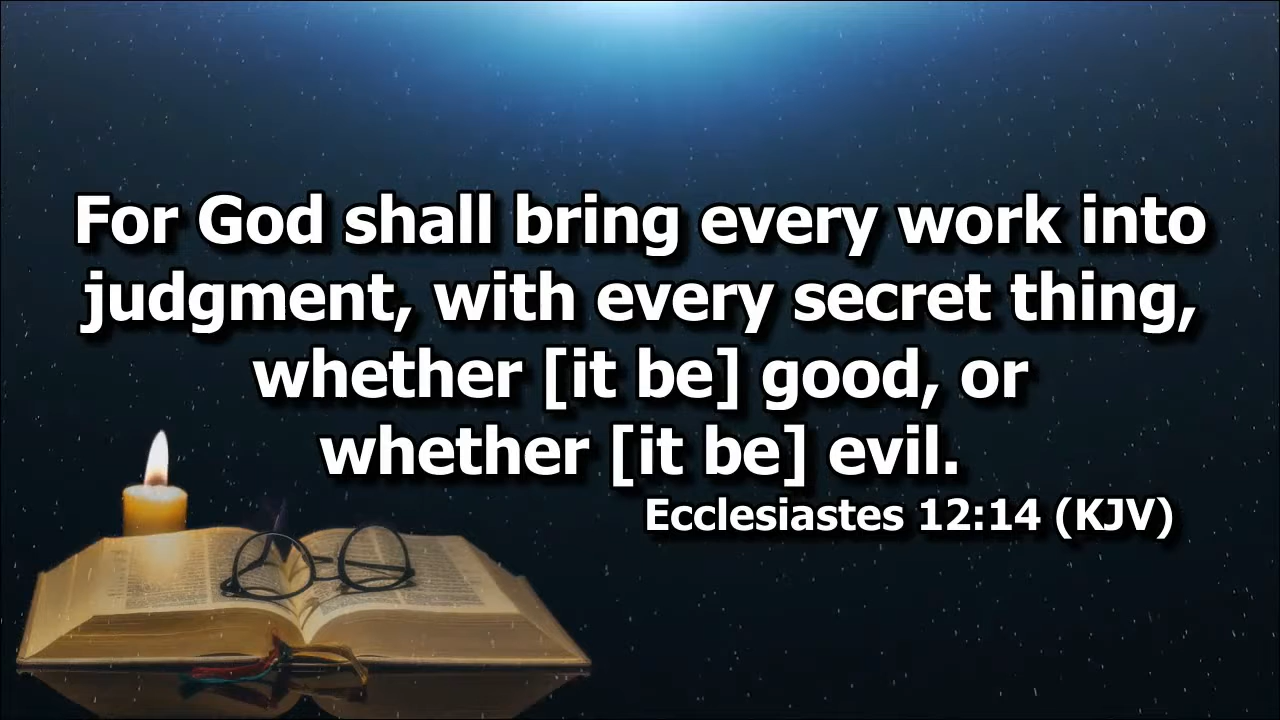 For God shall bring every work into
judgment, with every secret thing,
whether [it be] good, or
whether [it be] evil.
Ecclesiastes 12:14 (KJV)